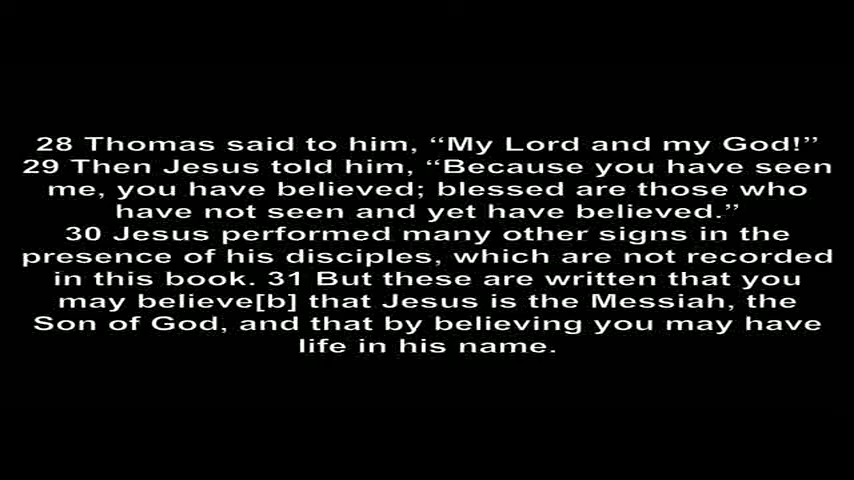 28 Thomas said to him, “My Lord and my God!”
29 Then Jesus told him, “Because you have seen
me, you have believed; blessed are those who
have not seen and yet have believed.”
30 Jesus performed many other signs in the
presence of his disciples, which are not recorded
in this book. 31 But these are written that you
may believe[b] that Jesus is the Messiah, the
Son of God, and that by believing you may have
life in his name.